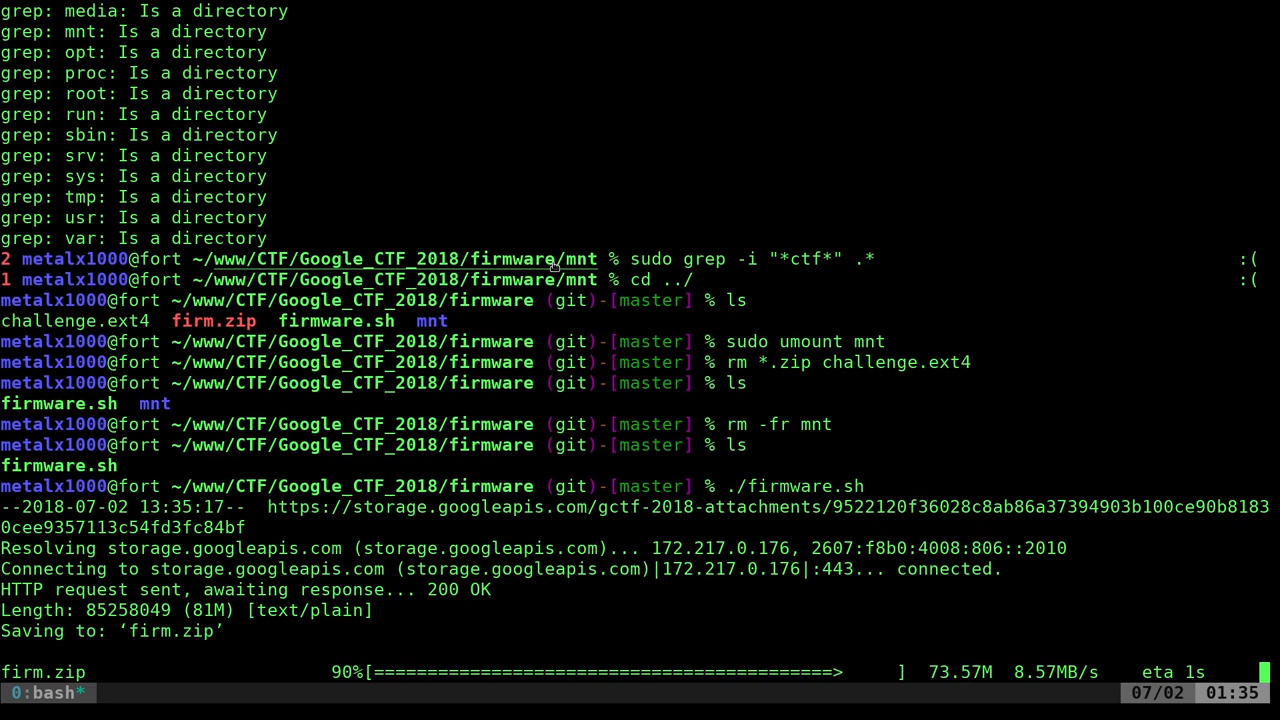 grep: media: Is a directory
grep: mnt: Is a directory
grep: opt: Is a directory
grep: proc: Is a directory
grep: root: Is a directory
grep: run: Is a directory
grep: sbin: Is a directory
grep: srv: Is a directory
grep: sys: Is a directory
grep: tmp: Is a directory
grep: usr: Is a directory
grep: var: Is a directory
2 metalx1000@fort ~/www/CTF/Google_CTF_2018/firmware/mnt % sudo grep -i "*ctf*" .* :(
1 metalx1000@fort ~/www/CTF/Google_CTF_2018/firmware/mnt % cd ../ :(
metalx1000@fort ~/www/CTF/Google_CTF_2018/firmware (git)-[master] % ls
challenge.ext4  firm.zip  firmware.sh  mnt
metalx1000@fort ~/www/CTF/Google_CTF_2018/firmware (git)-[master] % sudo umount mnt
metalx1000@fort ~/www/CTF/Google_CTF_2018/firmware (git)-[master] % rm *.zip challenge.ext4
metalx1000@fort ~/www/CTF/Google_CTF_2018/firmware (git)-[master] % ls
firmware.sh  mnt
metalx1000@fort ~/www/CTF/Google_CTF_2018/firmware (git)-[master] % rm -fr mnt
metalx1000@fort ~/www/CTF/Google_CTF_2018/firmware (git)-[master] % ls
firmware.sh
metalx1000@fort ~/www/CTF/Google_CTF_2018/firmware (git)-[master] % ./firmware.sh
--2018-07-02 13:35:17--  https://storage.googleapis.com/gctf-2018-attachments/9522120f36028c8ab86a37394903b100ce90b8183
0cee9357113c54fd3fc84bf
Resolving storage.googleapis.com (storage.googleapis.com)... 172.217.0.176, 2607:f8b0:4008:806::2010
Connecting to storage.googleapis.com (storage.googleapis.com)|172.217.0.176|:443... connected.
HTTP request sent, awaiting response... 200 OK
Length: 85258049 (81M) [text/plain]
Saving to: ‘firm.zip’
firm.zip 90%[===========================================>      ]  73.57M  8.57MB/s    eta 1s
0:bash* 07/02 01:35